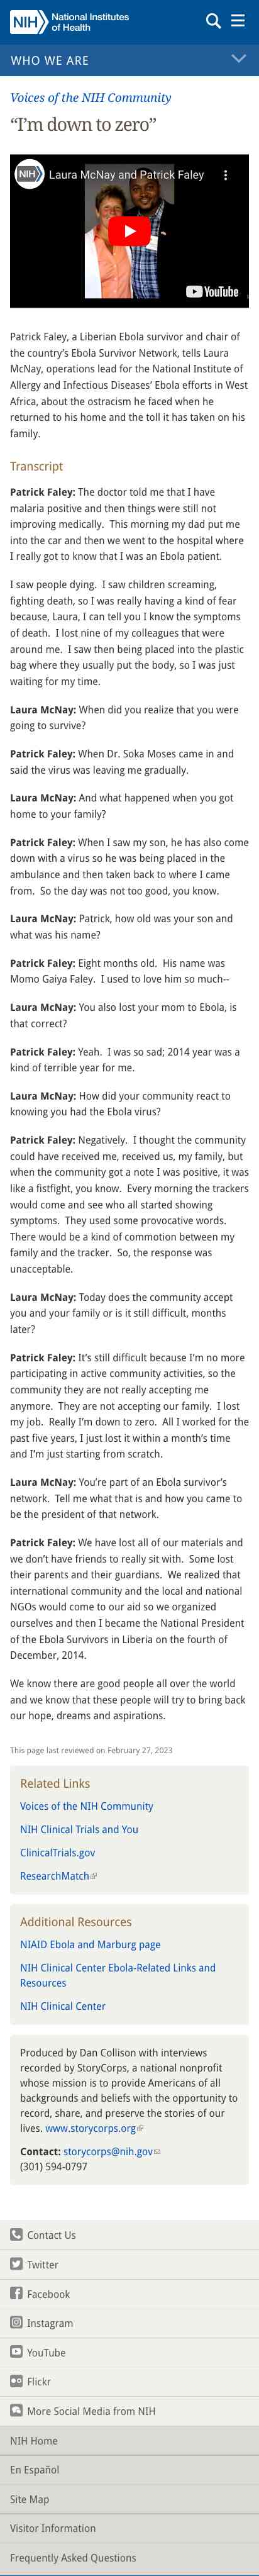 NIH National Institutes
of Health
WHO WE ARE
Voices of the NIH Community
“I’m down to zero”
NIH Laura McNay and Patrick Faley
YouTube
Patrick Faley, a Liberian Ebola survivor and chair of
the country’s Ebola Survivor Network, tells Laura
McNay, operations lead for the National Institute of
Allergy and Infectious Diseases’ Ebola efforts in West
Africa, about the ostracism he faced when he
returned to his home and the toll it has taken on his
family.
Transcript
Patrick Faley: The doctor told me that I have
malaria positive and then things were still not
improving medically.  This morning my dad put me
into the car and then we went to the hospital where
I really got to know that I was an Ebola patient.
I saw people dying.  I saw children screaming,
fighting death, so I was really having a kind of fear
because, Laura, I can tell you I know the symptoms
of death.  I lost nine of my colleagues that were
around me.  I saw then being placed into the plastic
bag where they usually put the body, so I was just
waiting for my time.
Laura McNay: When did you realize that you were
going to survive?
Patrick Faley: When Dr. Soka Moses came in and
said the virus was leaving me gradually.
Laura McNay: And what happened when you got
home to your family?
Patrick Faley: When I saw my son, he has also come
down with a virus so he was being placed in the
ambulance and then taken back to where I came
from.  So the day was not too good, you know.
Laura McNay: Patrick, how old was your son and
what was his name?
Patrick Faley: Eight months old.  His name was
Momo Gaiya Faley.  I used to love him so much--
Laura McNay: You also lost your mom to Ebola, is
that correct?
Patrick Faley: Yeah.  I was so sad; 2014 year was a
kind of terrible year for me.
Laura McNay: How did your community react to
knowing you had the Ebola virus?
Patrick Faley: Negatively.  I thought the community
could have received me, received us, my family, but
when the community got a note I was positive, it was
like a fistfight, you know.  Every morning the trackers
would come and see who all started showing
symptoms.  They used some provocative words.
There would be a kind of commotion between my
family and the tracker.  So, the response was
unacceptable.
Laura McNay: Today does the community accept
you and your family or is it still difficult, months
later?
Patrick Faley: It’s still difficult because I’m no more
participating in active community activities, so the
community they are not really accepting me
anymore.  They are not accepting our family.  I lost
my job.  Really I’m down to zero.  All I worked for the
past five years, I just lost it within a month’s time
and I’m just starting from scratch.
Laura McNay: You’re part of an Ebola survivor’s
network.  Tell me what that is and how you came to
be the president of that network.
Patrick Faley: We have lost all of our materials and
we don’t have friends to really sit with.  Some lost
their parents and their guardians.  We realized that
international community and the local and national
NGOs would come to our aid so we organized
ourselves and then I became the National President
of the Ebola Survivors in Liberia on the fourth of
December, 2014.
We know there are good people all over the world
and we know that these people will try to bring back
our hope, dreams and aspirations.
This page last reviewed on February 27, 2023
Related Links
Voices of the NIH Community
NIH Clinical Trials and You
ClinicalTrials.gov
ResearchMatch
Additional Resources
NIAID Ebola and Marburg page
NIH Clinical Center Ebola-Related Links and
Resources
NIH Clinical Center
Produced by Dan Collison with interviews
recorded by StoryCorps, a national nonprofit
whose mission is to provide Americans of all
backgrounds and beliefs with the opportunity to
record, share, and preserve the stories of our
lives. www.storycorps.org
Contact: storycorps@nih.gov
(301) 594-0797
Contact Us
Twitter
Facebook
Instagram
YouTube
Flickr
More Social Media from NIH
NIH Home
En Español
Site Map
Visitor Information
Frequently Asked Questions